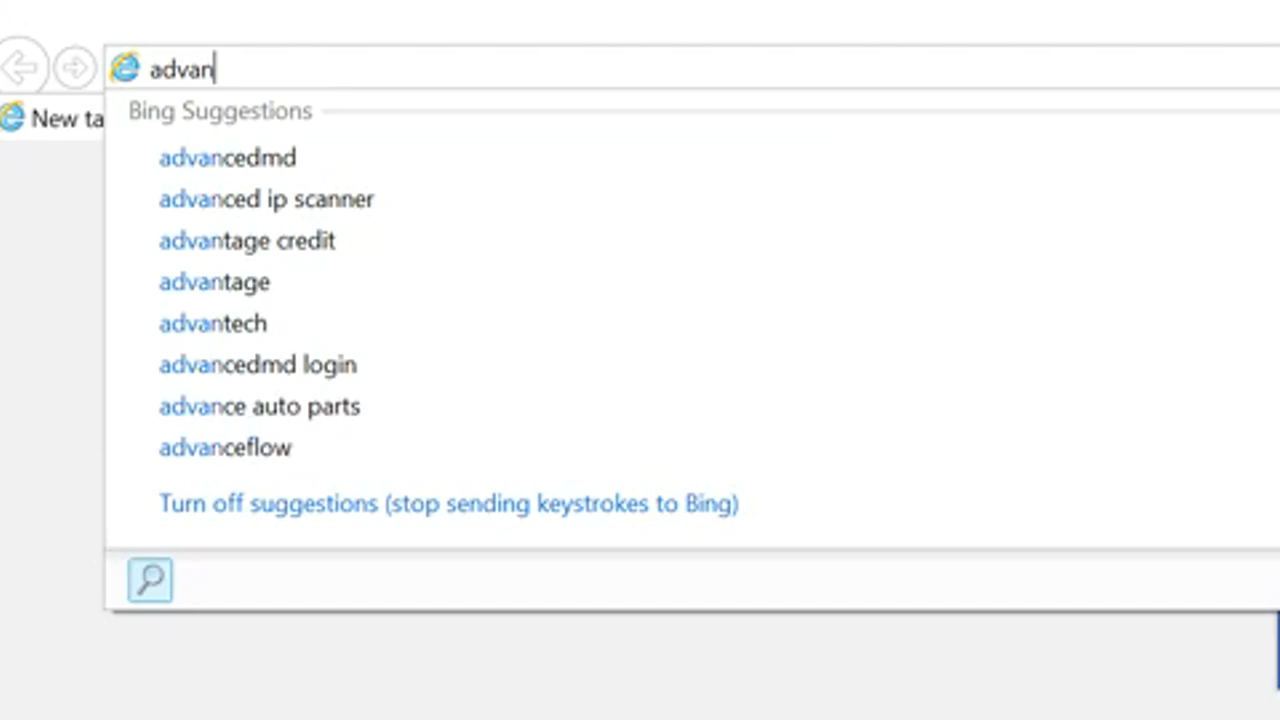 advan
Bing Suggestions
New ta
advancedmd
advanced ip scanner
advantage credit
advantage
advantech
advancedmd login
advance auto parts
advanceflow
Turn off suggestions (stop sending keystrokes to Bing)